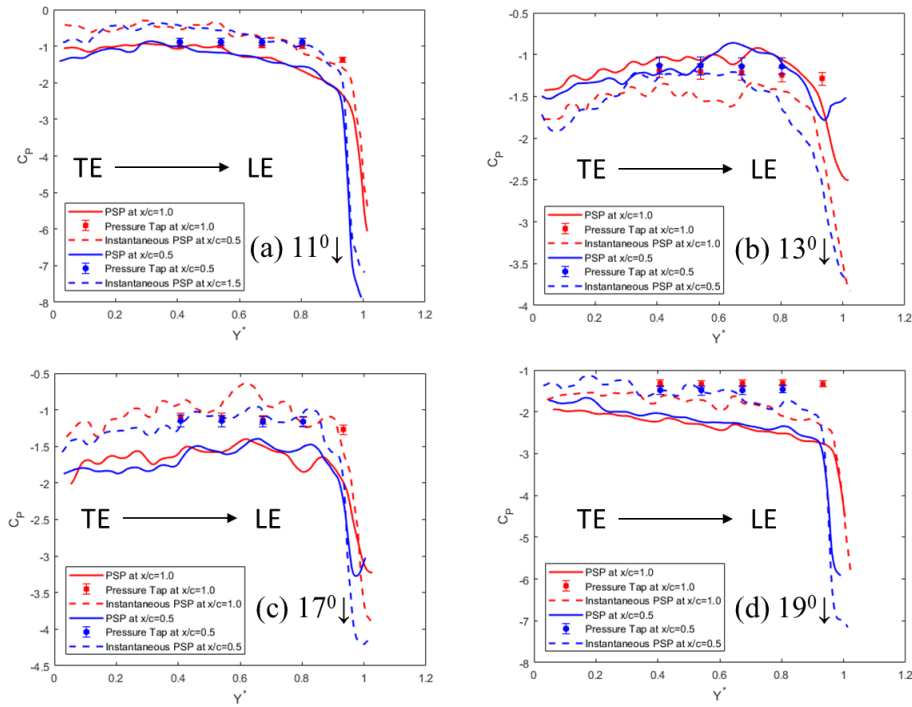 0
-1
-2
-3
-4
-5
-6
-7
-8
C_P
TE
LE
PSP at x/c=1.0
Pressure Tap at x/c=1.0
Instantaneous PSP at x/c=0.5
PSP at x/c=0.5
Pressure Tap at x/c=0.5
Instantaneous PSP at x/c=1.5
(a) 11⁰↓
0 0.2 0.4 0.6 0.8 1 1.2
Y*
-0.5
-1
-1.5
-2
-2.5
-3
-3.5
-4
C_P
TE
LE
PSP at x/c=1.0
Pressure Tap at x/c=1.0
Instantaneous PSP at x/c=1.0
PSP at x/c=0.5
Pressure Tap at x/c=0.5
Instantaneous PSP at x/c=0.5
(b) 13⁰↓
0 0.2 0.4 0.6 0.8 1 1.2
Y*
-0.5
-1
-1.5
-2
-2.5
-3
-3.5
-4
-4.5
C_P
TE
LE
PSP at x/c=1.0
Pressure Tap at x/c=1.0
Instantaneous PSP at x/c=1.0
PSP at x/c=0.5
Pressure Tap at x/c=0.5
Instantaneous PSP at x/c=0.5
(c) 17⁰↓
0 0.2 0.4 0.6 0.8 1 1.2
Y*
-1
-2
-3
-4
-5
-6
-7
-8
C_P
TE
LE
PSP at x/c=1.0
Pressure Tap at x/c=1.0
Instantaneous PSP at x/c=1.0
PSP at x/c=0.5
Pressure Tap at x/c=0.5
Instantaneous PSP at x/c=0.5
(d) 19⁰↓
0 0.2 0.4 0.6 0.8 1 1.2
Y*